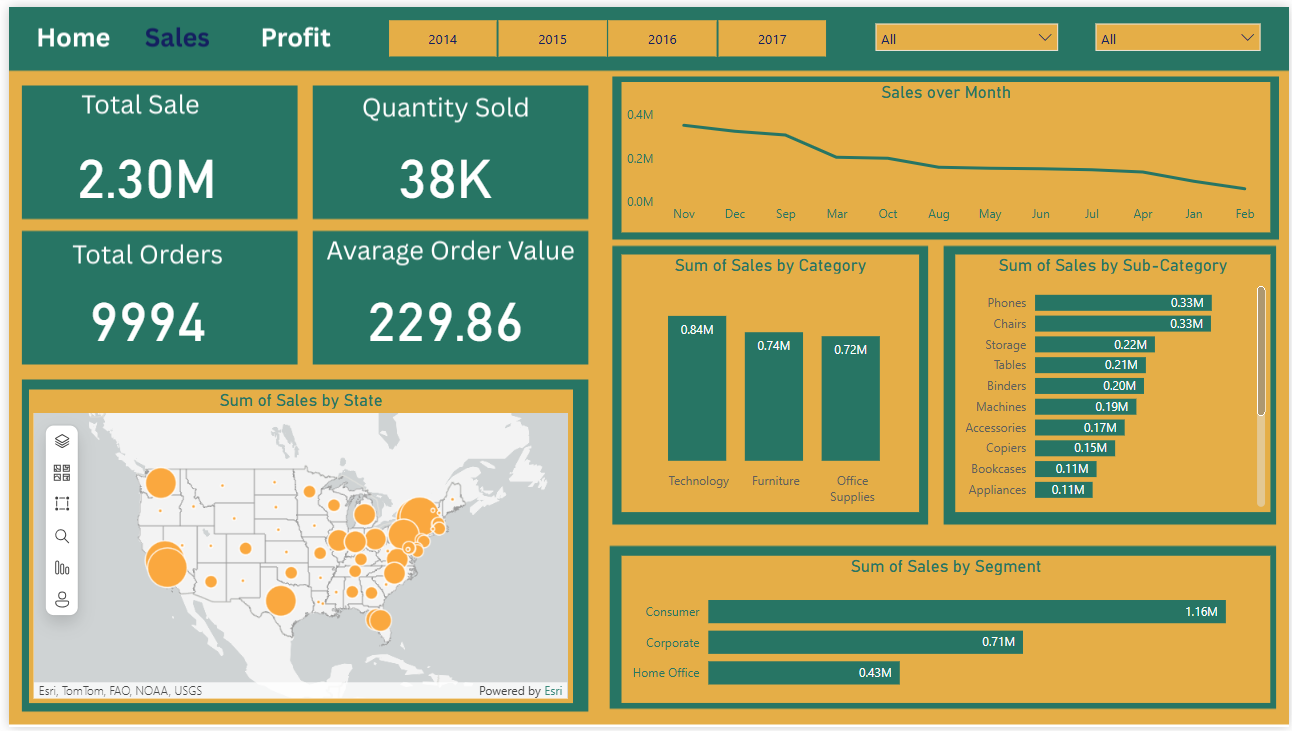 Home Sales Profit 2014 2015 2016 2017 All All
Total Sale
2.30M
Quantity Sold
38K
Total Orders
9994
Avarage Order Value
229.86
Sales over Month
0.4M
0.2M
0.0M
Nov Dec Sep Mar Oct Aug May Jun Jul Apr Jan Feb
Sum of Sales by Category
0.84M 0.74M 0.72M
Technology Furniture Office
Supplies
Sum of Sales by Sub-Category
Phones 0.33M
Chairs 0.33M
Storage 0.22M
Tables 0.21M
Binders 0.20M
Machines 0.19M
Accessories 0.17M
Copiers 0.15M
Bookcases 0.11M
Appliances 0.11M
Sum of Sales by State
Esri, TomTom, FAO, NOAA, USGS Powered by Esri
Sum of Sales by Segment
Consumer 1.16M
Corporate 0.71M
Home Office 0.43M